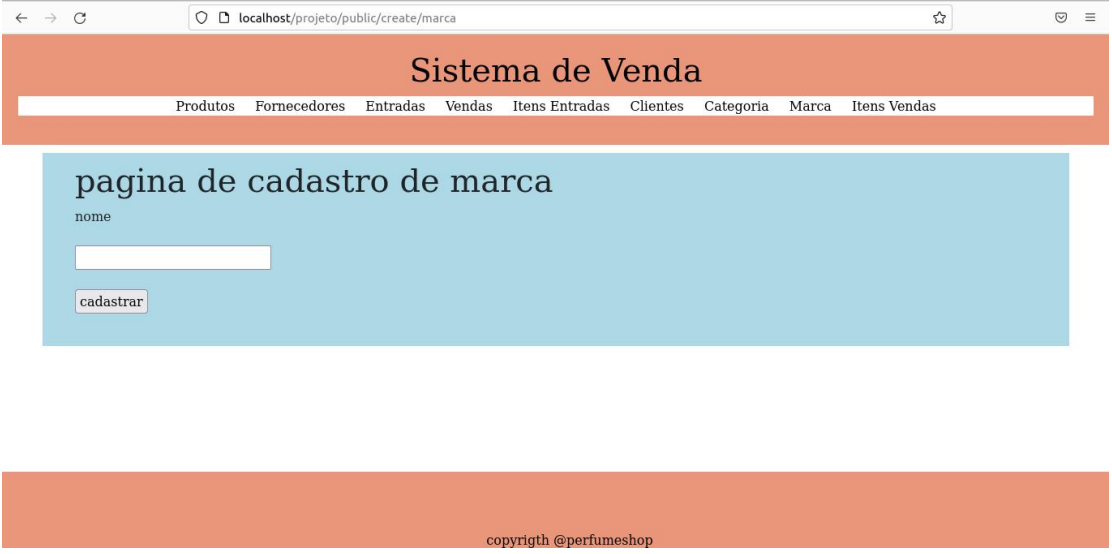 localhost/projeto/public/create/marca
Sistema de Venda
Produtos Fornecedores Entradas Vendas Itens Entradas Clientes Categoria Marca Itens Vendas
pagina de cadastro de marca
nome
cadastrar
copyrigth @perfumeshop